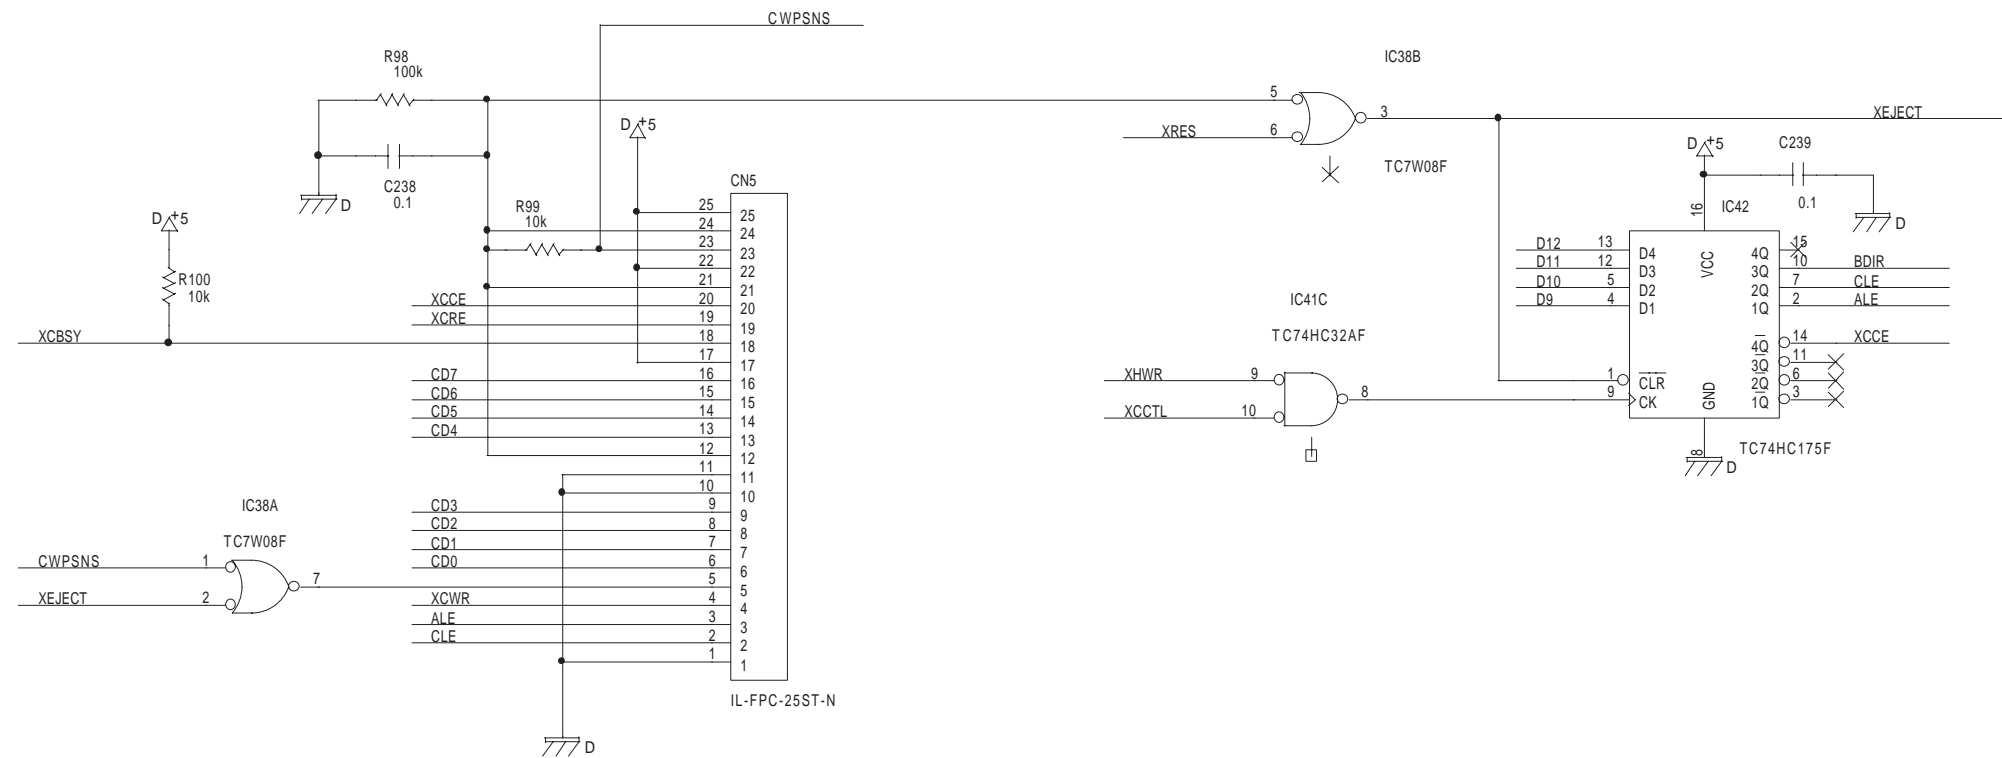 CWPSNS
R98
100k
C238
0.1
D
D +5
R99
10k
D +5
R100
10k
XCBSY
CN5
25 25
24 24
23 23
22 22
21 21
XCCE 20 20
XCRE 19 19
18 18
17 17
CD7 16 16
CD6 15 15
CD5 14 14
CD4 13 13
12 12
11 11
10 10
CD3 9 9
CD2 8 8
CD1 7 7
CD0 6 6
5 5
XCWR 4 4
ALE 3 3
CLE 2 2
1 1
IL-FPC-25ST-N
D
IC38A
TC7W08F
CWPSNS 1
7
XEJECT 2
IC38B
5
3
XRES 6
TC7W08F
XEJECT
D +5
C239
0.1
D
IC42
16
D12 13 D4
D11 12 D3
D10 5 D2
D9 4 D1
VCC
4Q 15
3Q 10 BDIR
2Q 7 CLE
1Q 2 ALE
4Q 14 XCCE
3Q 11
2Q 6
1Q 3
1 CLR
9 CK
GND
8
D
TC74HC175F
IC41C
TC74HC32AF
XHWR 9
8
XCCTL 10